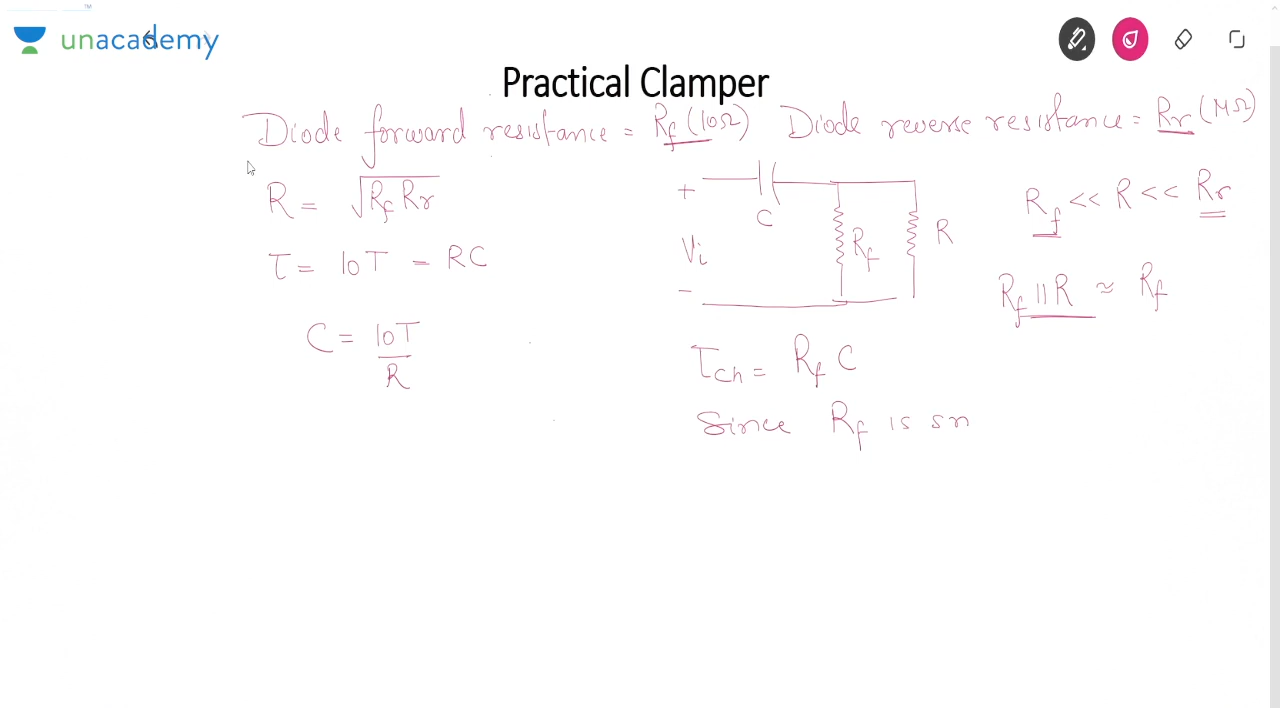 ™
unacademy
Practical Clamper
Diode forward resistance = Rf (10Ω) Diode reverse resistance = Rr (MΩ)
R = √Rf Rr
τ = 10T = RC
C = 10T / R
+
C
Vi
Rf
R
-
Rf << R << Rr
Rf || R ≈ Rf
τch = Rf C
Since Rf is sm